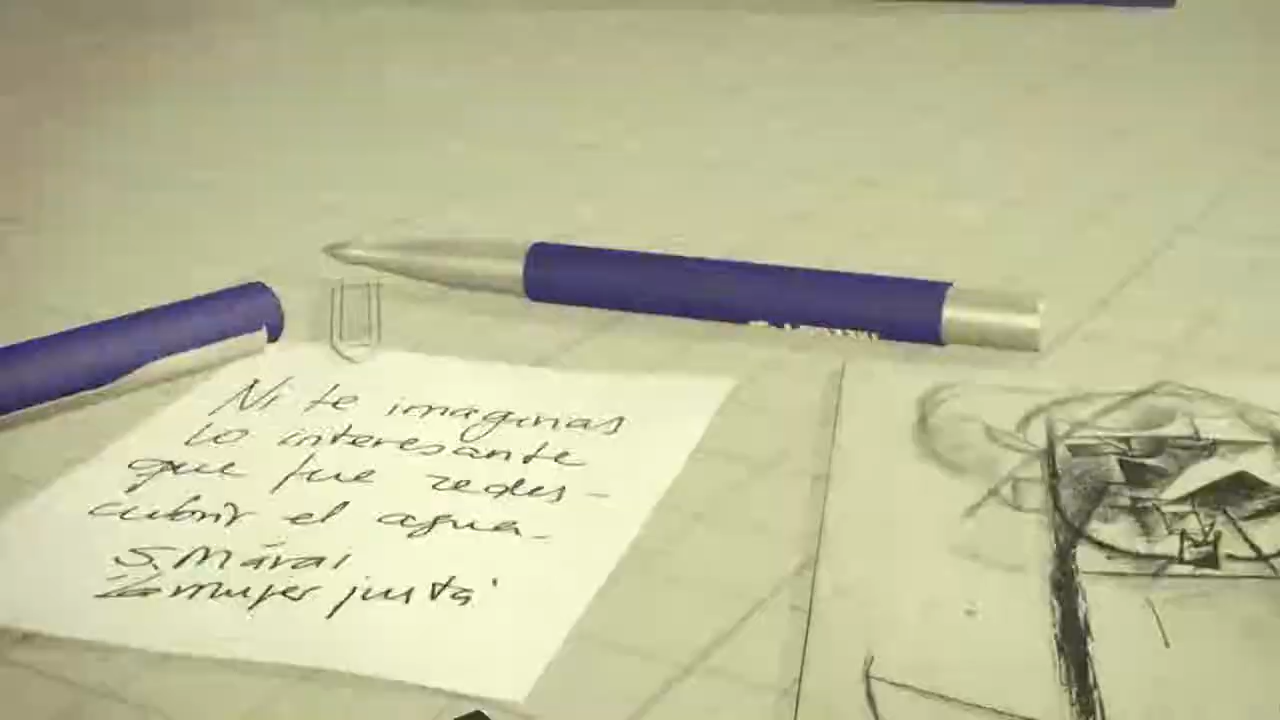 Ni te imaginas
lo interesante
que fue redes-
cubrir el agua.
S. Márai
"La mujer justa"